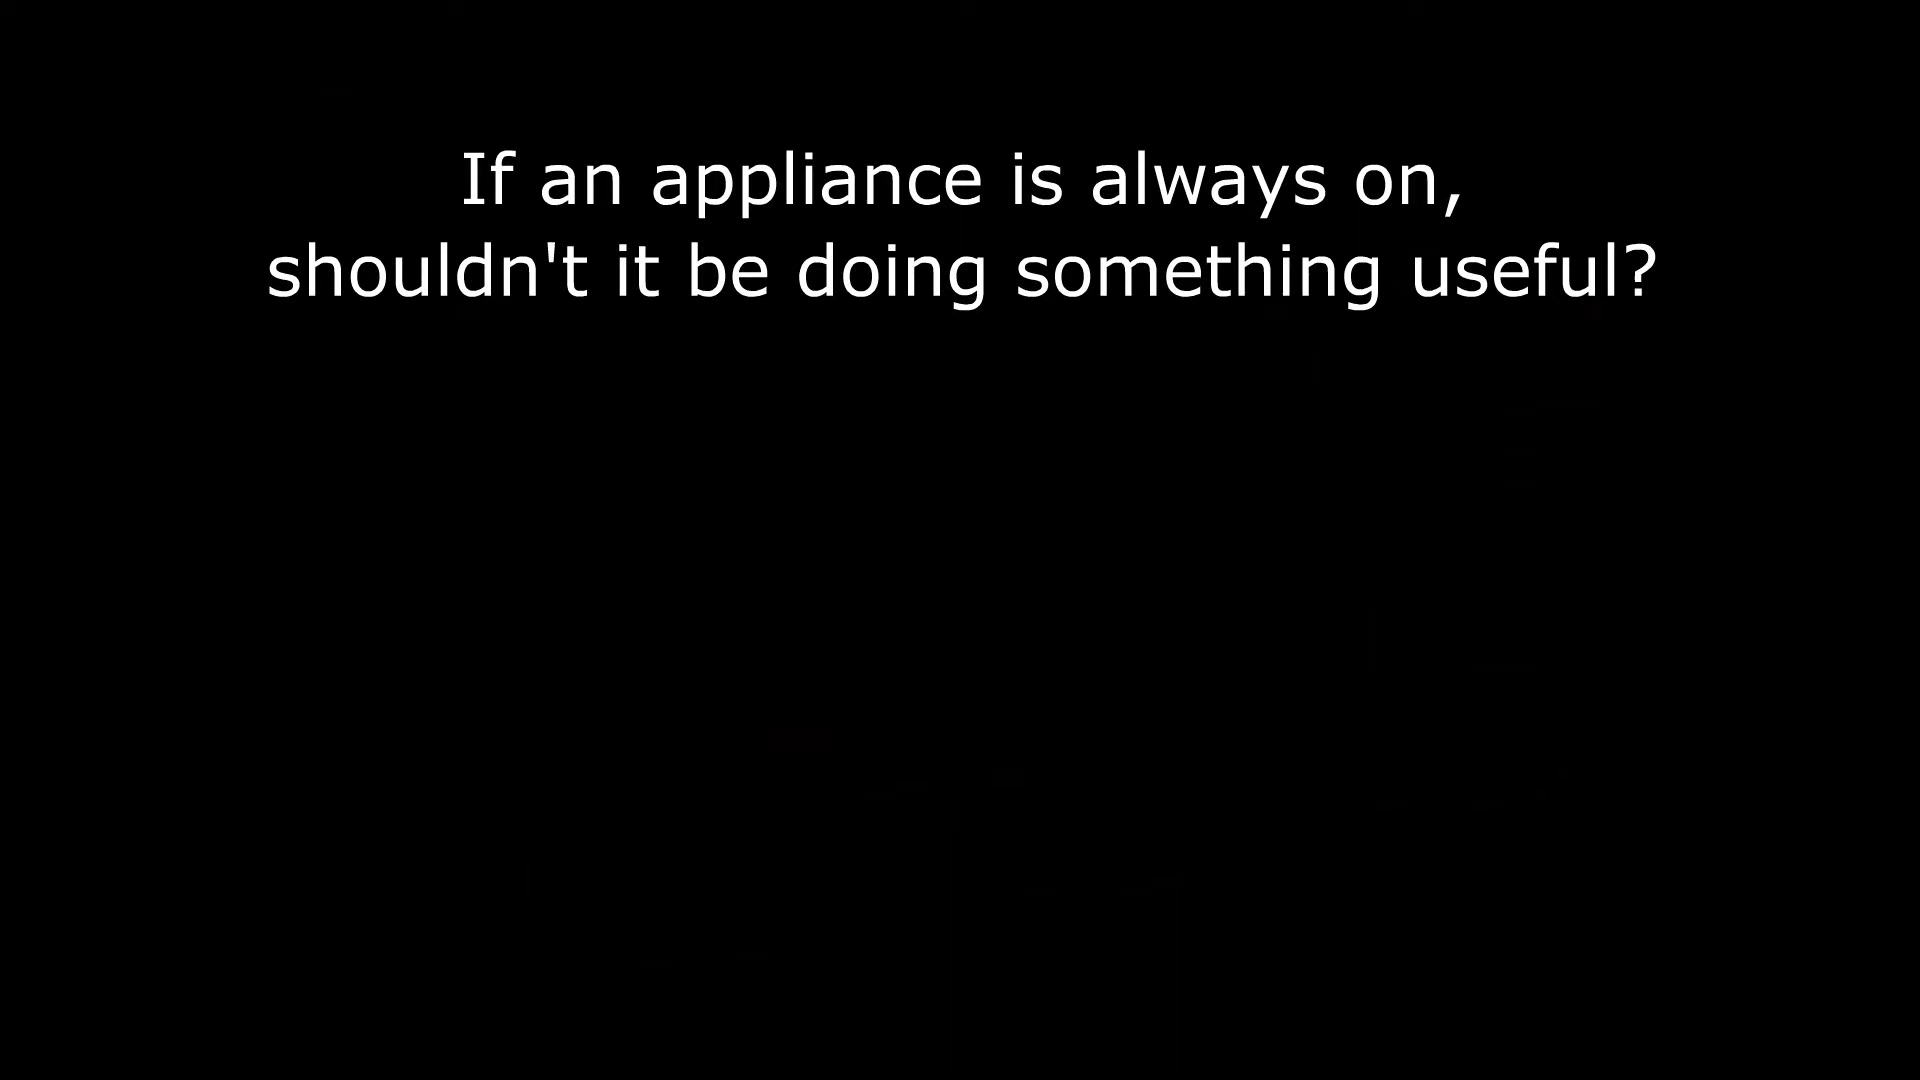 If an appliance is always on,
shouldn't it be doing something useful?